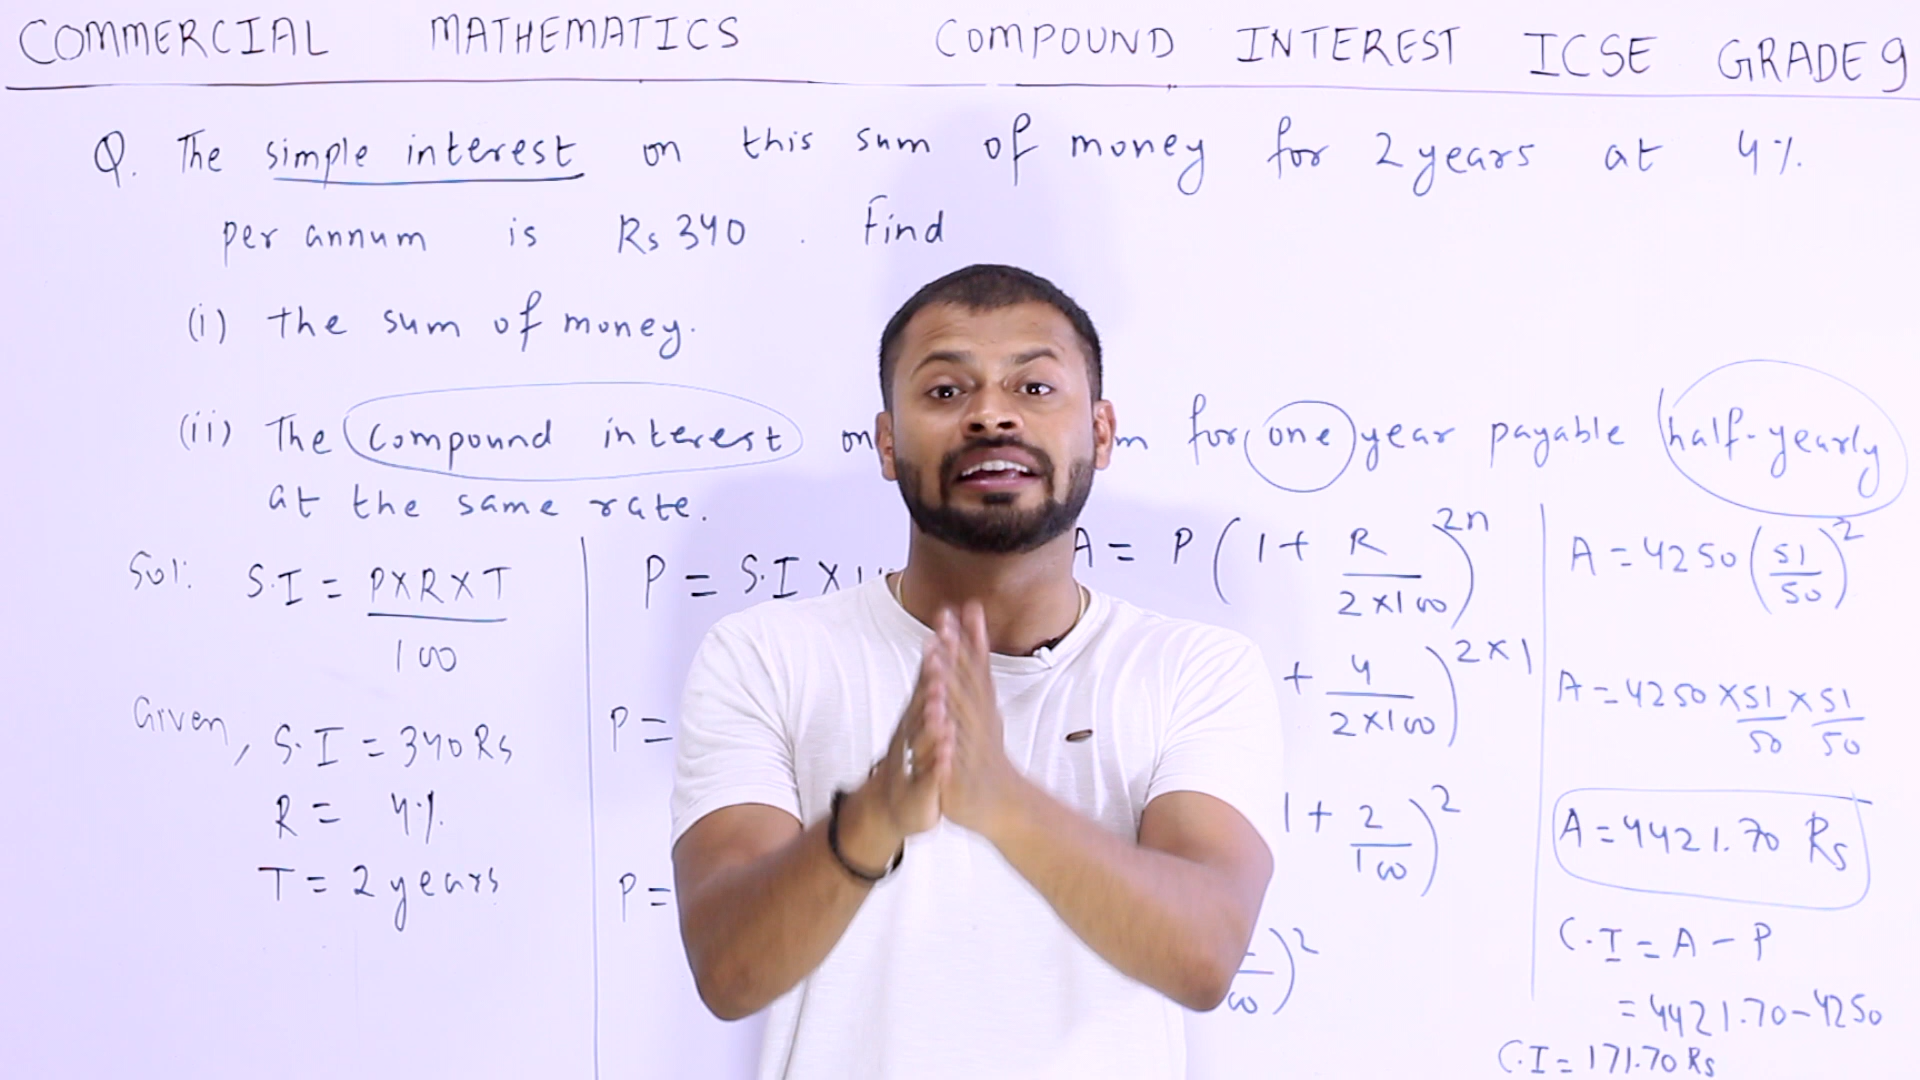 COMMERCIAL MATHEMATICS COMPOUND INTEREST ICSE GRADE 9
Q. The simple interest on this sum of money for 2 years at 4%
per annum is Rs 340. Find
(i) the sum of money.
(ii) The compound interest on m for one year payable half-yearly
at the same rate.
Sol:
S.I = P×R×T
100
Given, S.I = 340 Rs
R = 4%
T = 2 years
P = S.I × 1
P =
P =
A = P (1 + R/(2×100))^2n
+ 4/(2×100))^2×1
1 + 2/100)^2
)^2
A = 4250 (51/50)^2
A = 4250 × 51/50 × 51/50
A = 4421.70 Rs
C.I = A - P
= 4421.70 - 4250
C.I = 171.70 Rs